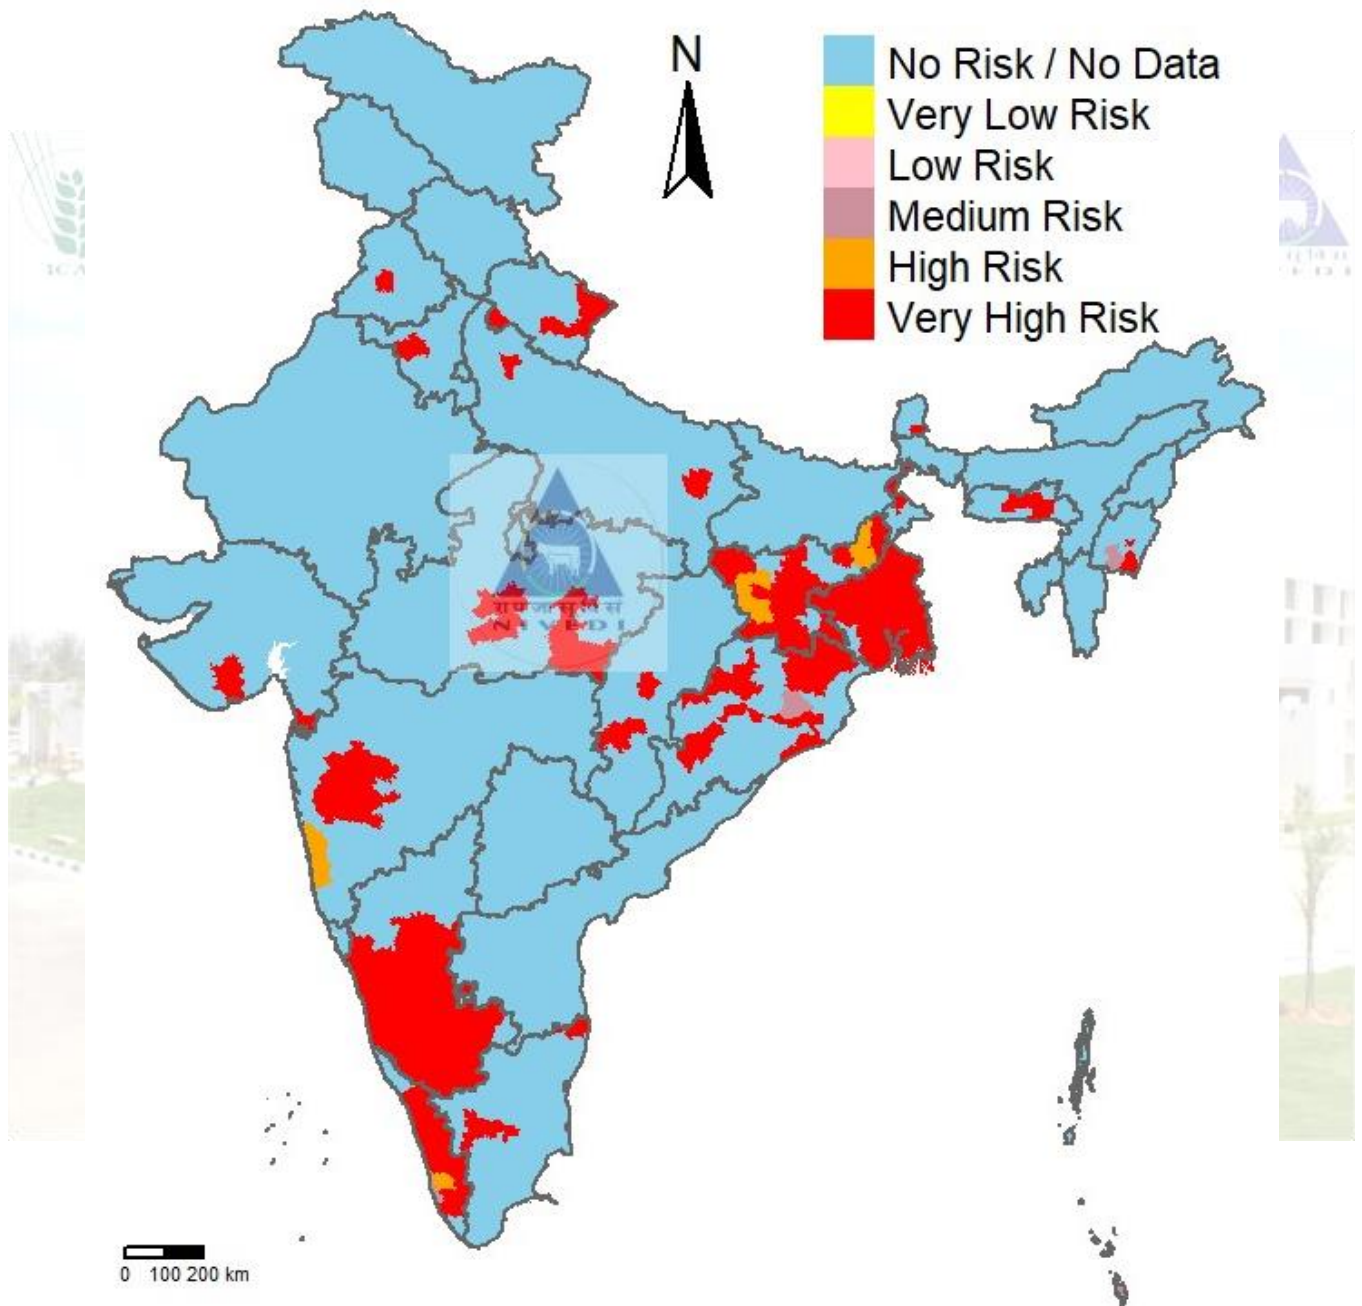 N
No Risk / No Data
Very Low Risk
Low Risk
Medium Risk
High Risk
Very High Risk
NIVEDI
0 100 200 km